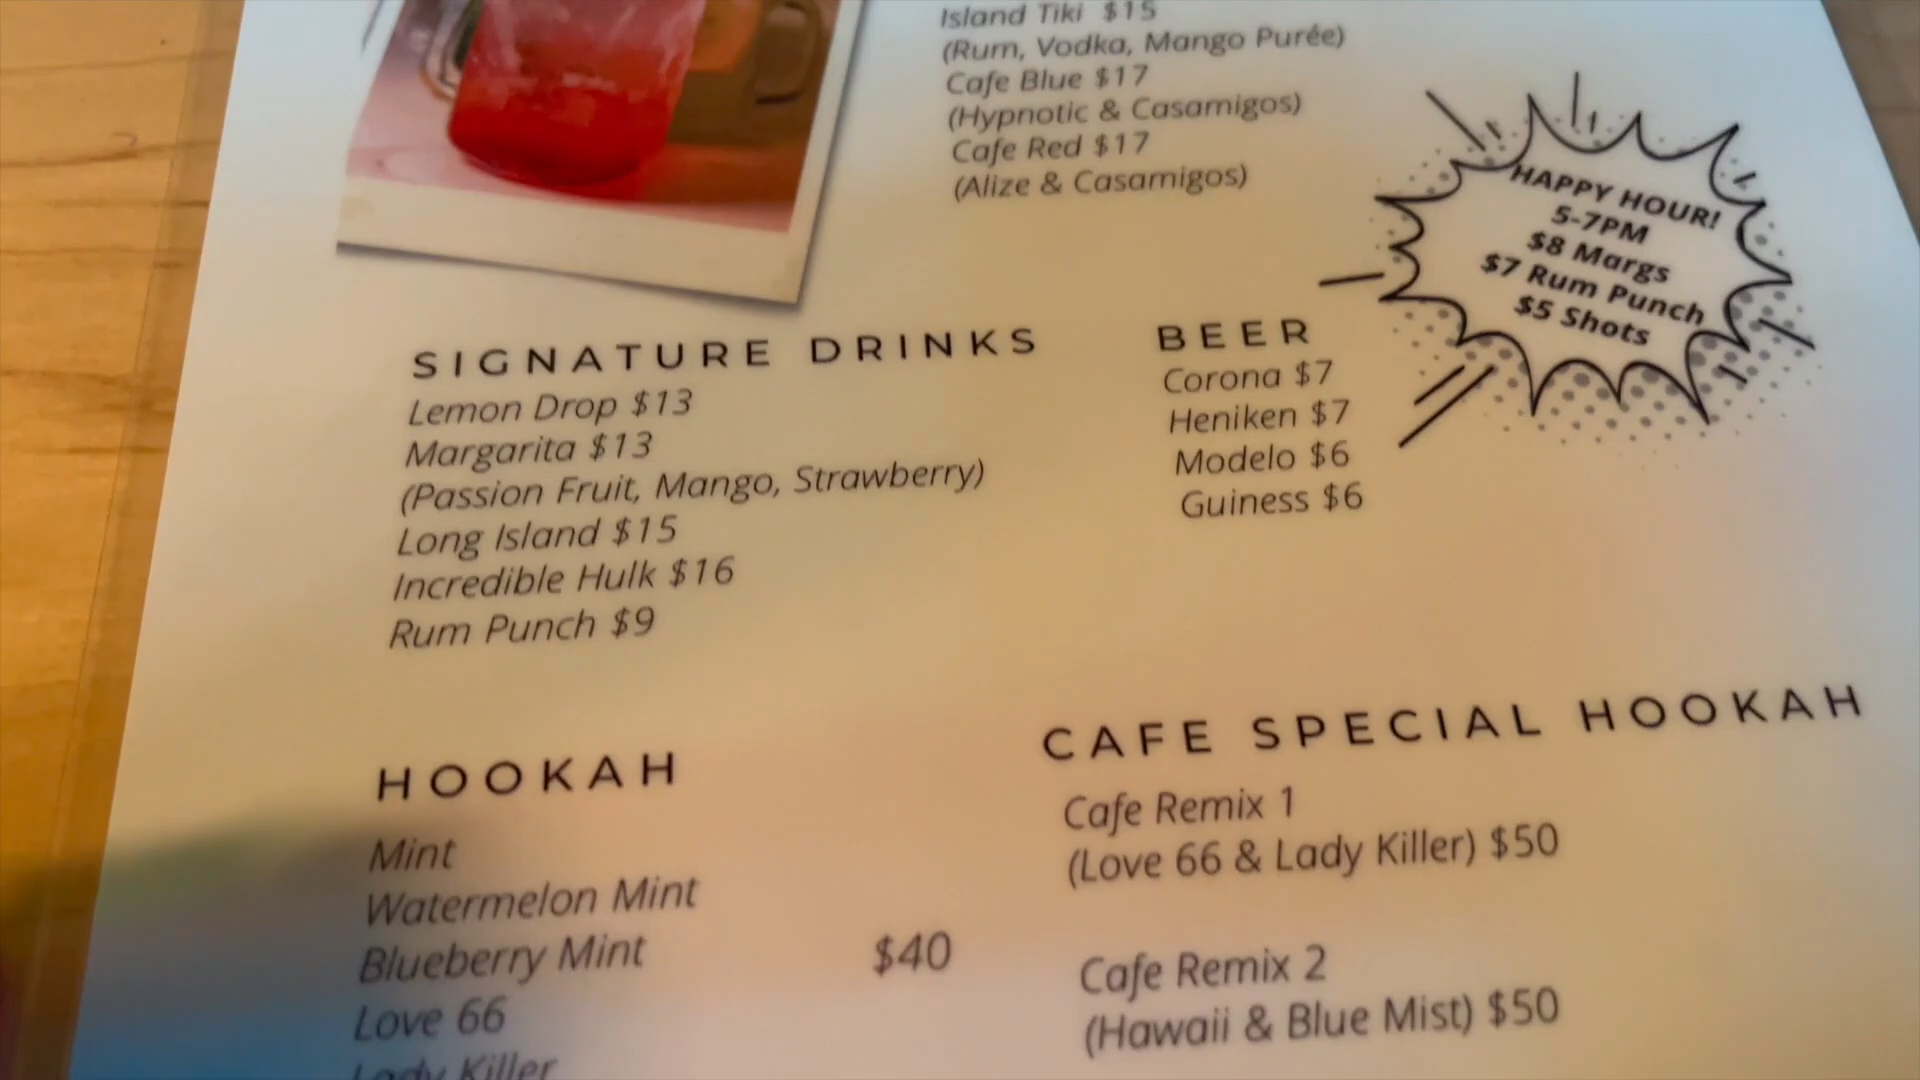 Island Tiki $15
(Rum, Vodka, Mango Purée)
Cafe Blue $17
(Hypnotic & Casamigos)
Cafe Red $17
(Alize & Casamigos)
HAPPY HOUR!
5-7PM
$8 Margs
$7 Rum Punch
$5 Shots
SIGNATURE DRINKS
Lemon Drop $13
Margarita $13
(Passion Fruit, Mango, Strawberry)
Long Island $15
Incredible Hulk $16
Rum Punch $9
BEER
Corona $7
Heniken $7
Modelo $6
Guiness $6
HOOKAH
Mint
Watermelon Mint
Blueberry Mint
$40
Love 66
Lady Killer
CAFE SPECIAL HOOKAH
Cafe Remix 1
(Love 66 & Lady Killer) $50
Cafe Remix 2
(Hawaii & Blue Mist) $50